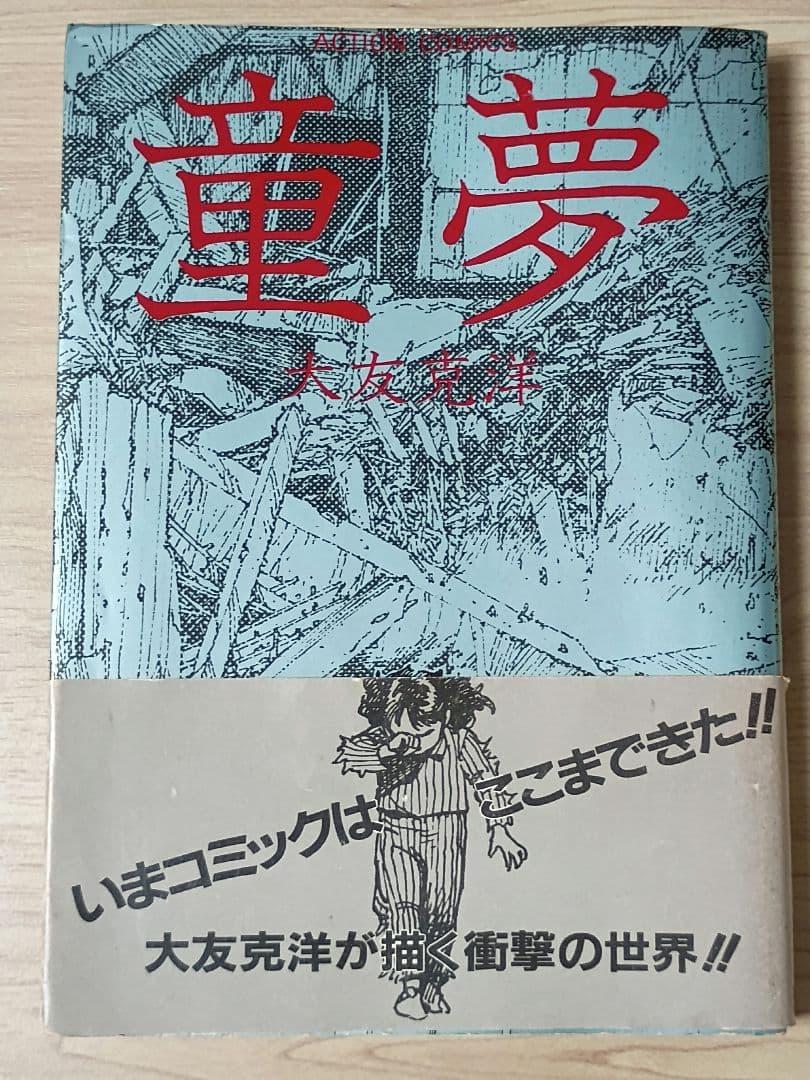 ACTION COMICS
童夢
大友克洋
いまコミックは
ここまできた!!
大友克洋が描く衝撃の世界!!